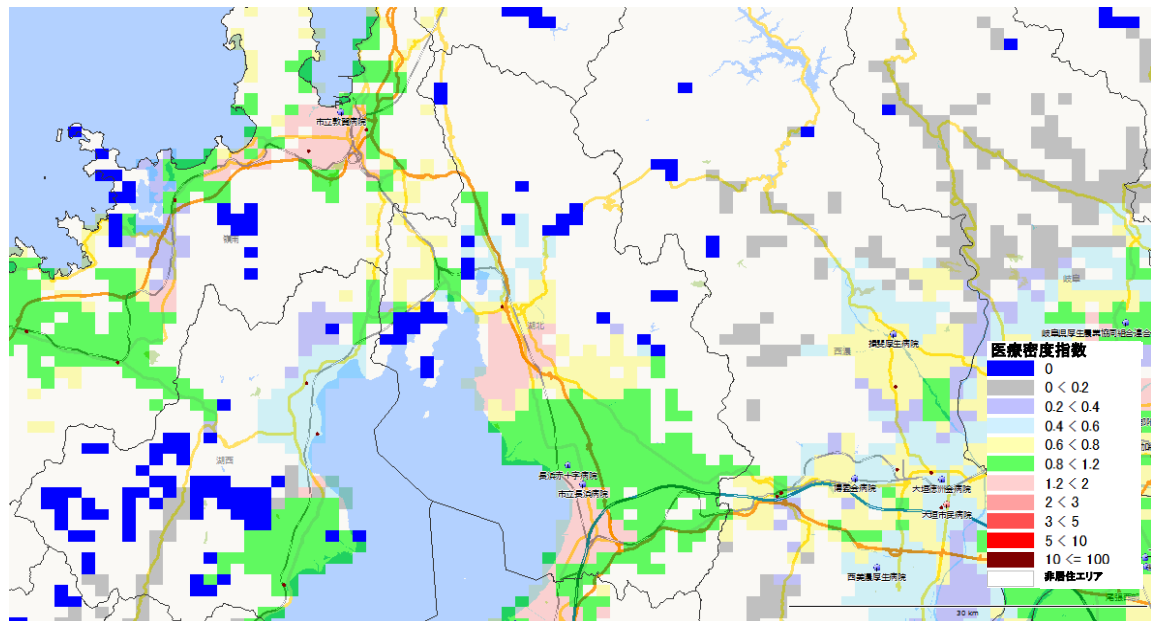 市立敦賀病院
嶺南
岐阜
岐阜県厚生農業協同組合連合
湖北
揖斐厚生病院
西濃
医療密度指数
0
0 < 0.2
0.2 < 0.4
0.4 < 0.6
0.6 < 0.8
0.8 < 1.2
1.2 < 2
2 < 3
3 < 5
5 < 10
10 <= 100
非居住エリア
湖西
長浜赤十字病院
市立長浜病院
博愛会病院
大垣徳洲会病院
大垣市民病院
西美濃厚生病院
30 km